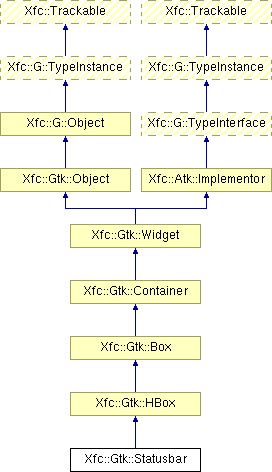 Xfc::Trackable
Xfc::Trackable
Xfc::G::TypeInstance
Xfc::G::TypeInstance
Xfc::G::Object
Xfc::G::TypeInterface
Xfc::Gtk::Object
Xfc::Atk::Implementor
Xfc::Gtk::Widget
Xfc::Gtk::Container
Xfc::Gtk::Box
Xfc::Gtk::HBox
Xfc::Gtk::Statusbar